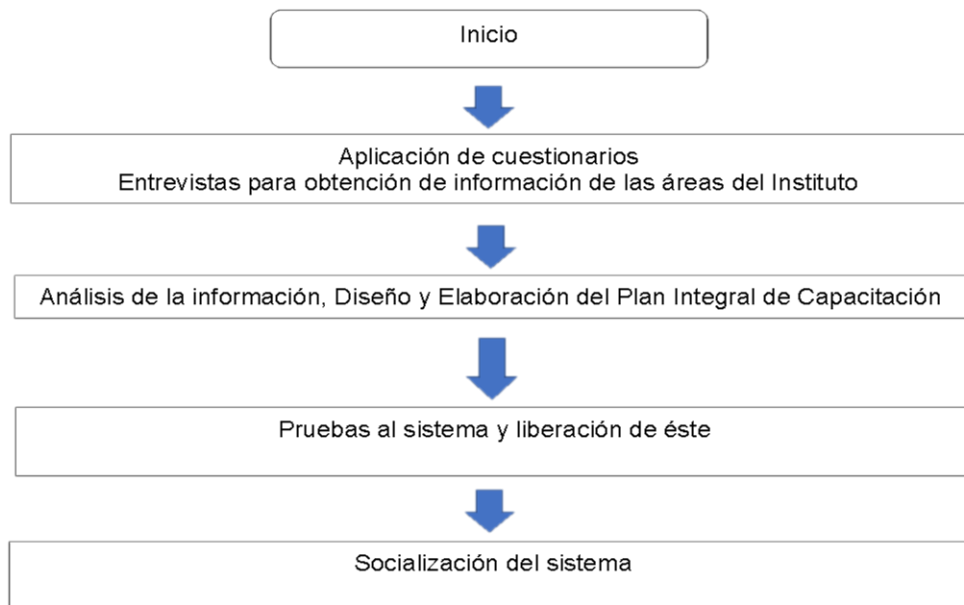 Inicio
Aplicación de cuestionarios
Entrevistas para obtención de información de las áreas del Instituto
Análisis de la información, Diseño y Elaboración del Plan Integral de Capacitación
Pruebas al sistema y liberación de éste
Socialización del sistema